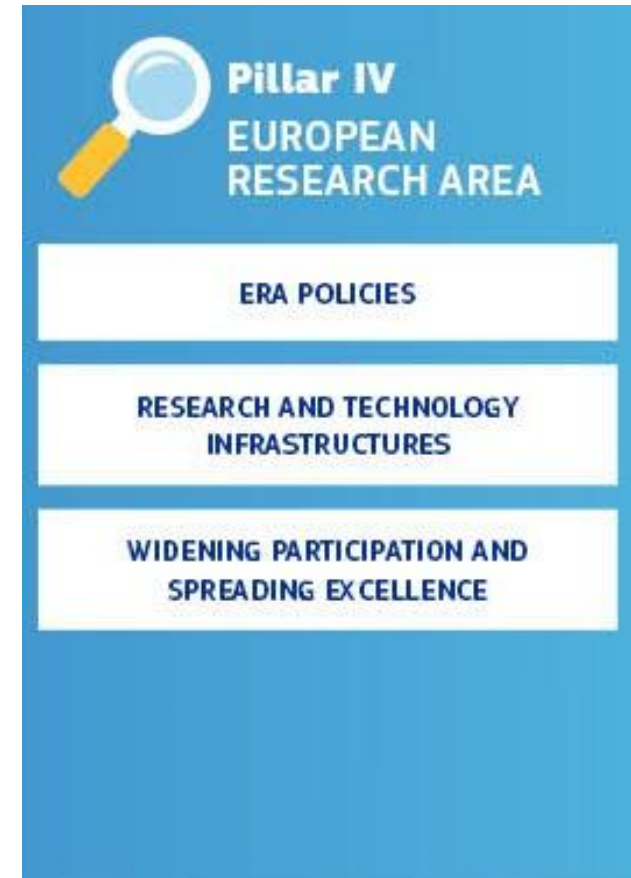 Pillar IV
EUROPEAN
RESEARCH AREA
ERA POLICIES
RESEARCH AND TECHNOLOGY
INFRASTRUCTURES
WIDENING PARTICIPATION AND
SPREADING EXCELLENCE